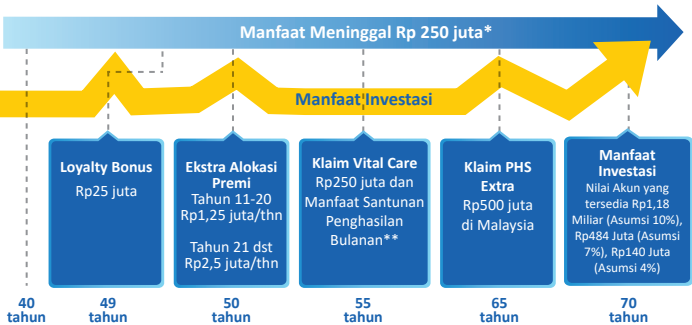 Manfaat Meninggal Rp 250 juta*
Manfaat Investasi
Loyalty Bonus
Rp25 juta
Ekstra Alokasi
Premi
Tahun 11-20
Rp1,25 juta/thn
Tahun 21 dst
Rp2,5 juta/thn
Klaim Vital Care
Rp250 juta dan
Manfaat Santunan
Penghasilan
Bulanan**
Klaim PHS
Extra
Rp500 juta
di Malaysia
Manfaat
Investasi
Nilai Akun yang
tersedia Rp1,18
Miliar (Asumsi 10%),
Rp484 Juta (Asumsi
7%), Rp140 Juta
(Asumsi 4%)
40
tahun
49
tahun
50
tahun
55
tahun
65
tahun
70
tahun